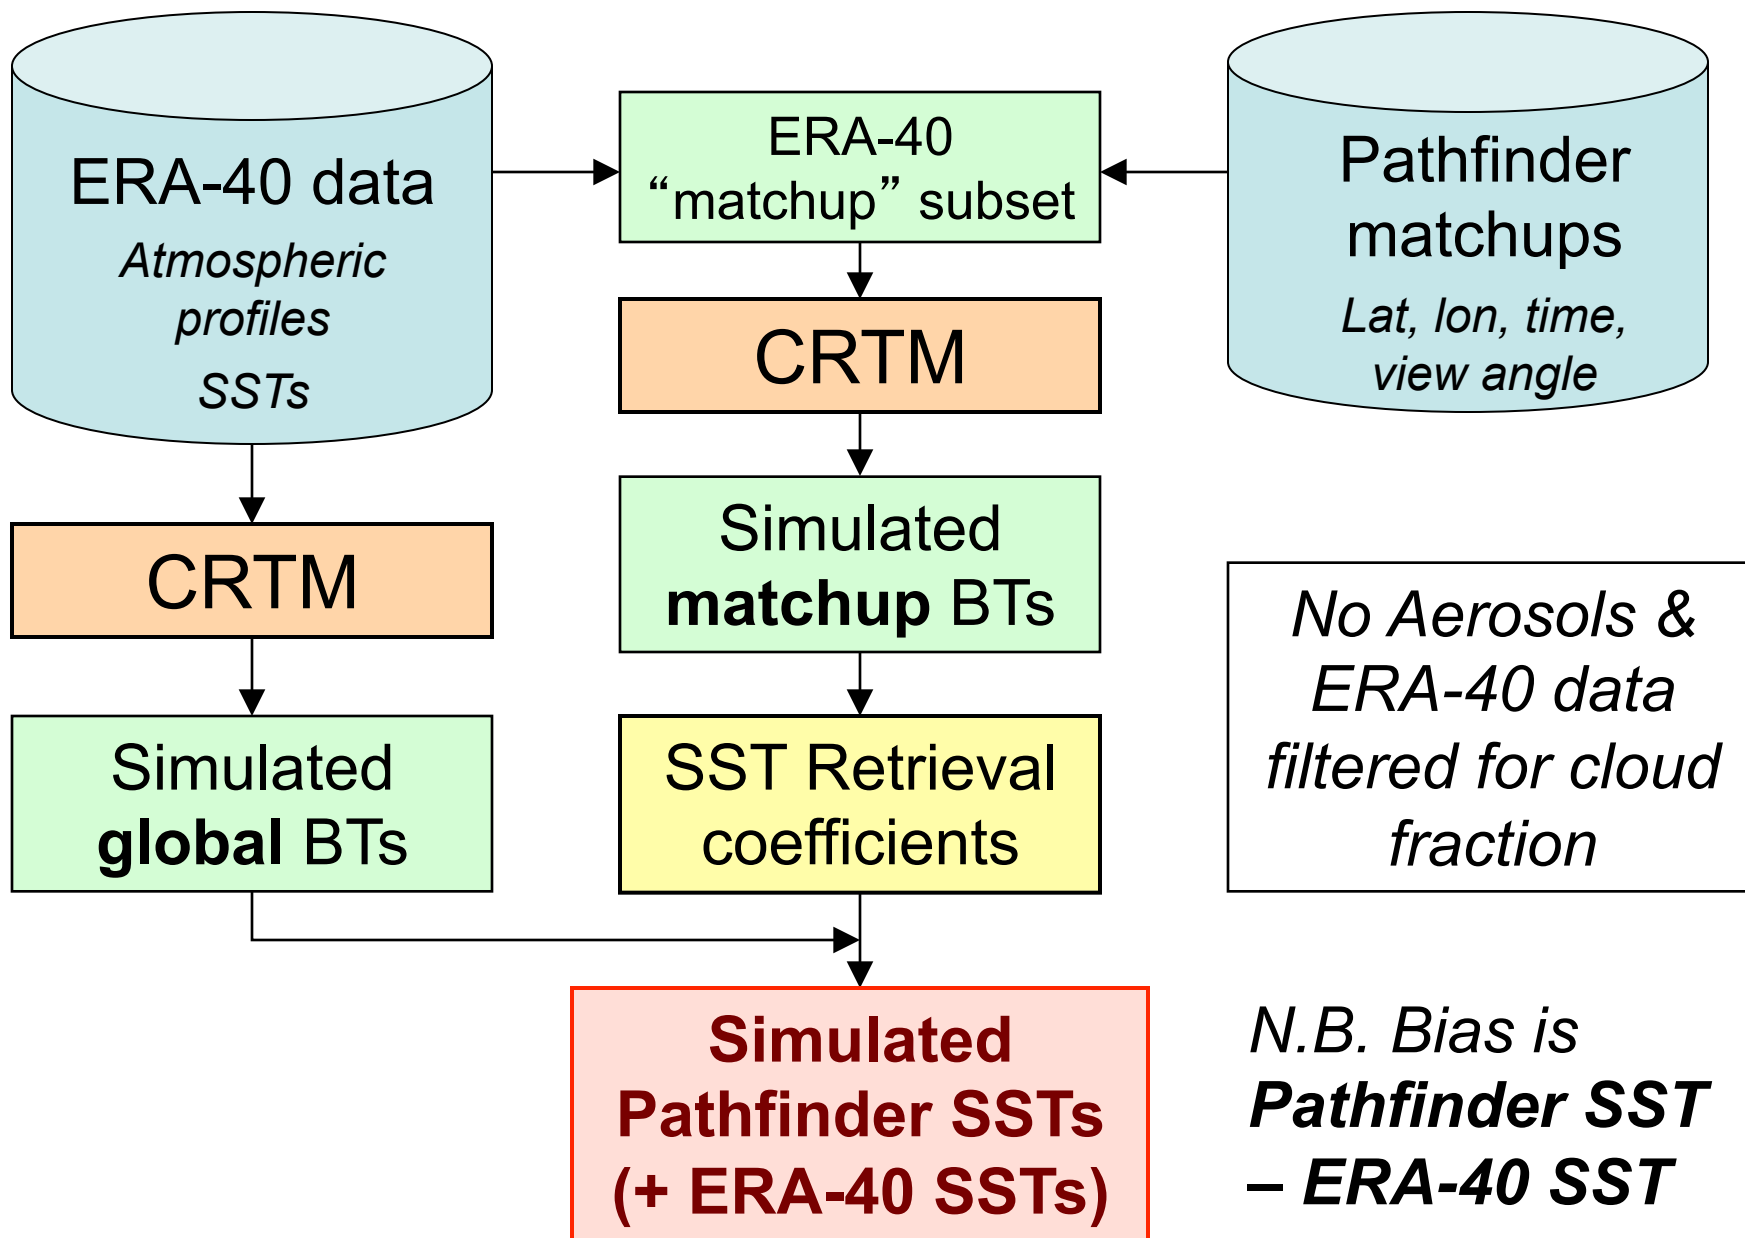 ERA-40 data
Atmospheric
profiles
SSTs
ERA-40
“matchup” subset
Pathfinder
matchups
Lat, lon, time,
view angle
CRTM
CRTM
Simulated
matchup BTs
Simulated
global BTs
SST Retrieval
coefficients
No Aerosols &
ERA-40 data
filtered for cloud
fraction
Simulated
Pathfinder SSTs
(+ ERA-40 SSTs)
N.B. Bias is
Pathfinder SST
– ERA-40 SST